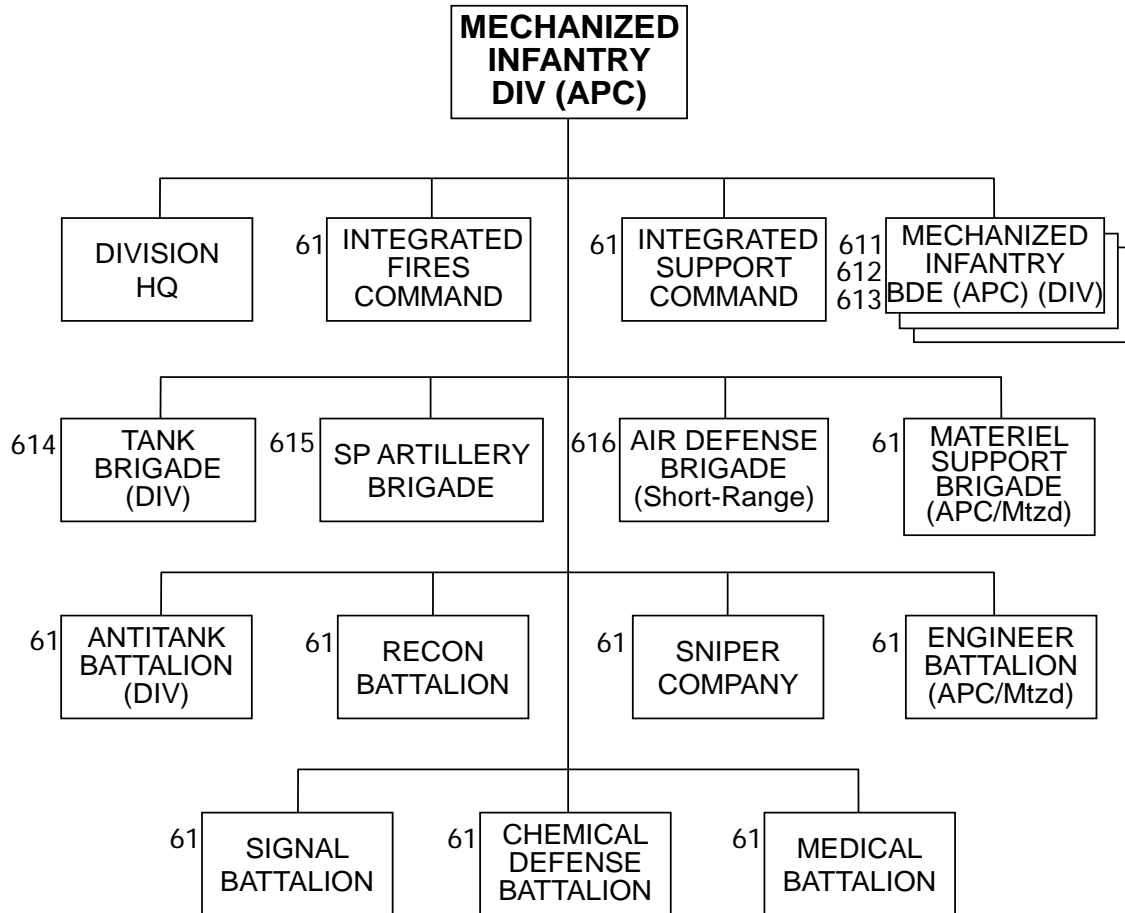 MECHANIZED
INFANTRY
DIV (APC)
DIVISION
HQ
61
INTEGRATED
FIRES
COMMAND
61
INTEGRATED
SUPPORT
COMMAND
611
612
613
MECHANIZED
INFANTRY
BDE (APC) (DIV)
614
TANK
BRIGADE
(DIV)
615
SP ARTILLERY
BRIGADE
616
AIR DEFENSE
BRIGADE
(Short-Range)
61
MATERIEL
SUPPORT
BRIGADE
(APC/Mtzd)
61
ANTITANK
BATTALION
(DIV)
61
RECON
BATTALION
61
SNIPER
COMPANY
61
ENGINEER
BATTALION
(APC/Mtzd)
61
SIGNAL
BATTALION
61
CHEMICAL
DEFENSE
BATTALION
61
MEDICAL
BATTALION